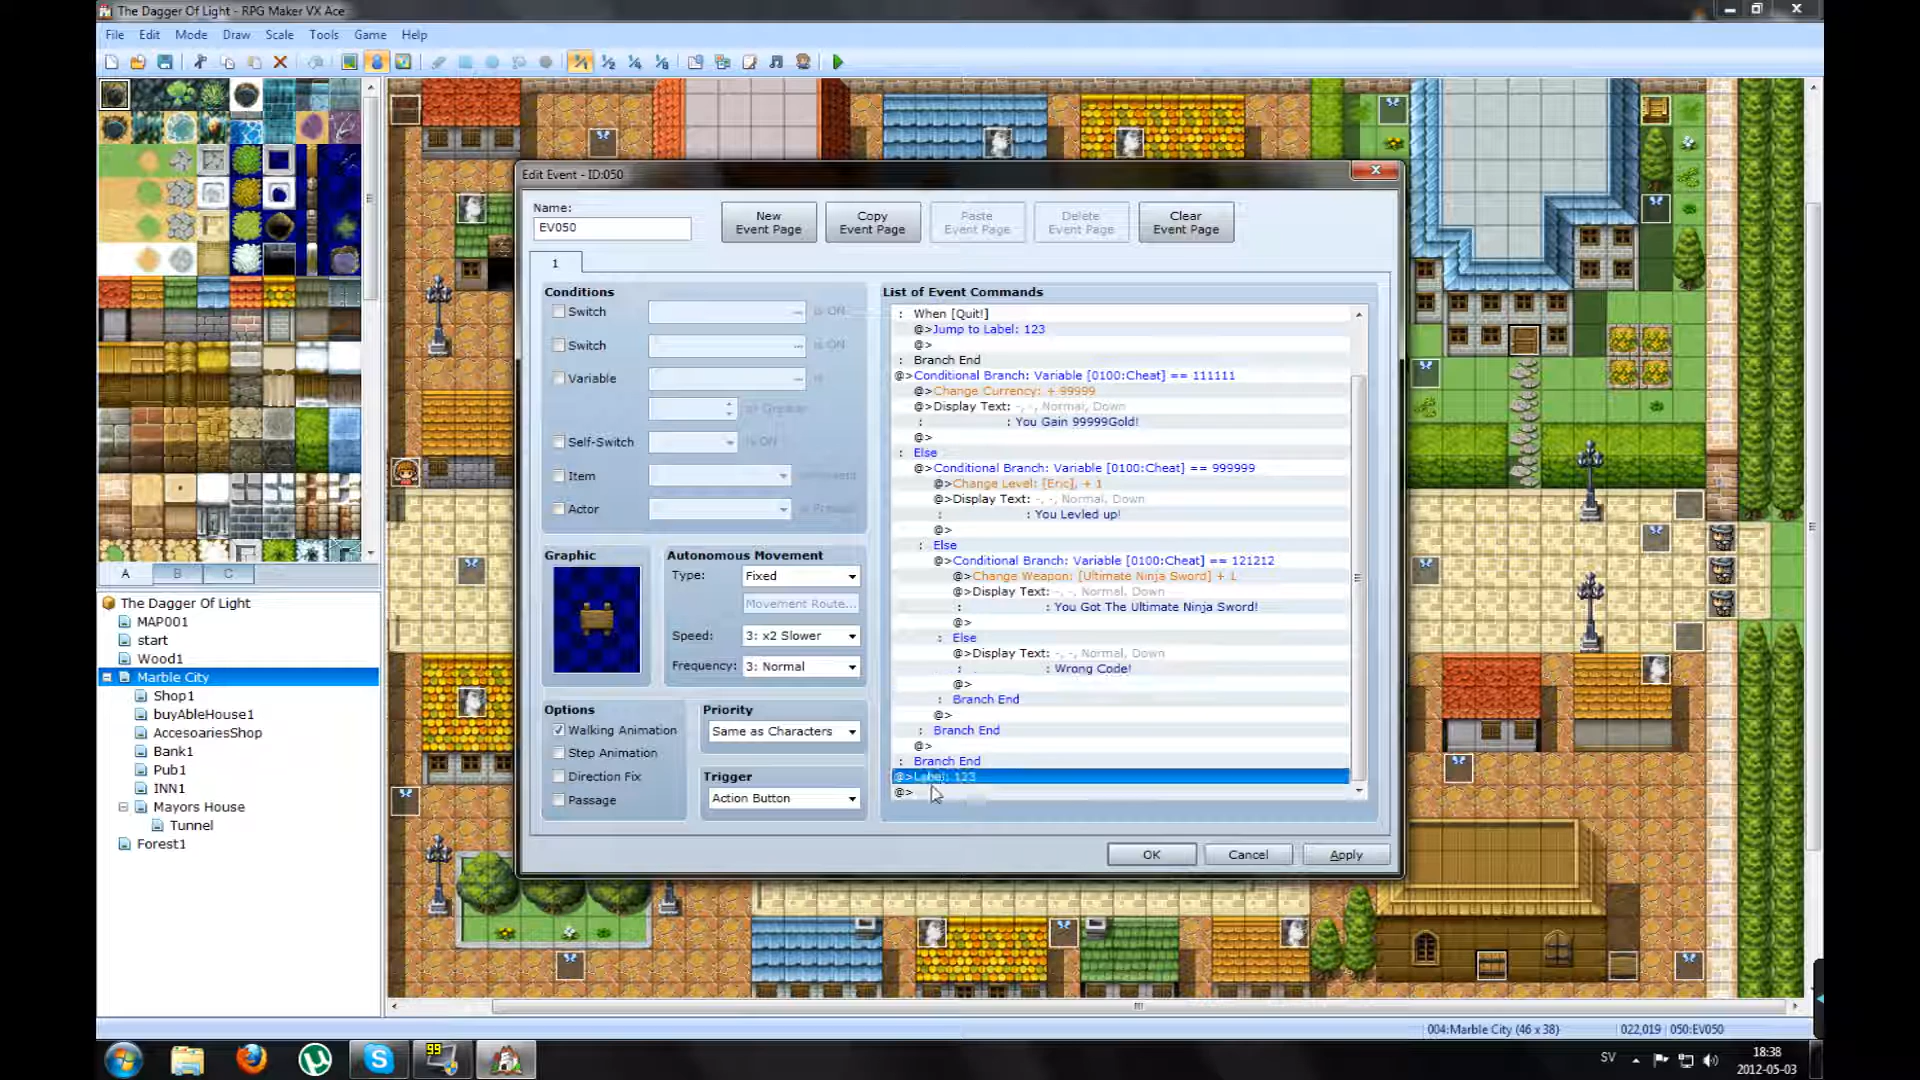 The Dagger Of Light - RPG Maker VX Ace
File Edit Mode Draw Scale Tools Game Help
Edit Event - ID:050
Name:
EV050
New Event Page
Copy Event Page
Paste Event Page
Delete Event Page
Clear Event Page
1
Conditions
Switch ... is ON
Switch ... is ON
Variable ... is
or Greater
Self-Switch is ON
Item
Actor
Graphic
Autonomous Movement
Type: Fixed
Movement Route...
Speed: 3: x2 Slower
Frequency: 3: Normal
Options
Walking Animation
Step Animation
Direction Fix
Passage
Priority
Same as Characters
Trigger
Action Button
List of Event Commands
: When [Quit!]
@>Jump to Label: 123
@>
: Branch End
@>Conditional Branch: Variable [0100:Cheat] == 111111
@>Change Currency: + 99999
@>Display Text: -, -, Normal, Down
: : You Gain 99999Gold!
@>
: Else
@>Conditional Branch: Variable [0100:Cheat] == 999999
@>Change Level: [Eric], + 1
@>Display Text: -, -, Normal, Down
: : You Levled up!
@>
: Else
@>Conditional Branch: Variable [0100:Cheat] == 121212
@>Change Weapon: [Ultimate Ninja Sword] + 1
@>Display Text: -, -, Normal, Down
: : You Got The Ultimate Ninja Sword!
@>
: Else
@>Display Text: -, -, Normal, Down
: : Wrong Code!
@>
: Branch End
@>
: Branch End
@>
: Branch End
@>Label: 123
@>
OK Cancel Apply
A B C
The Dagger Of Light
MAP001
start
Wood1
Marble City
Shop1
buyAbleHouse1
AccesoariesShop
Bank1
Pub1
INN1
Mayors House
Tunnel
Forest1
004:Marble City (46 x 38) 022,019 050:EV050
99
SV
18:38
2012-05-03